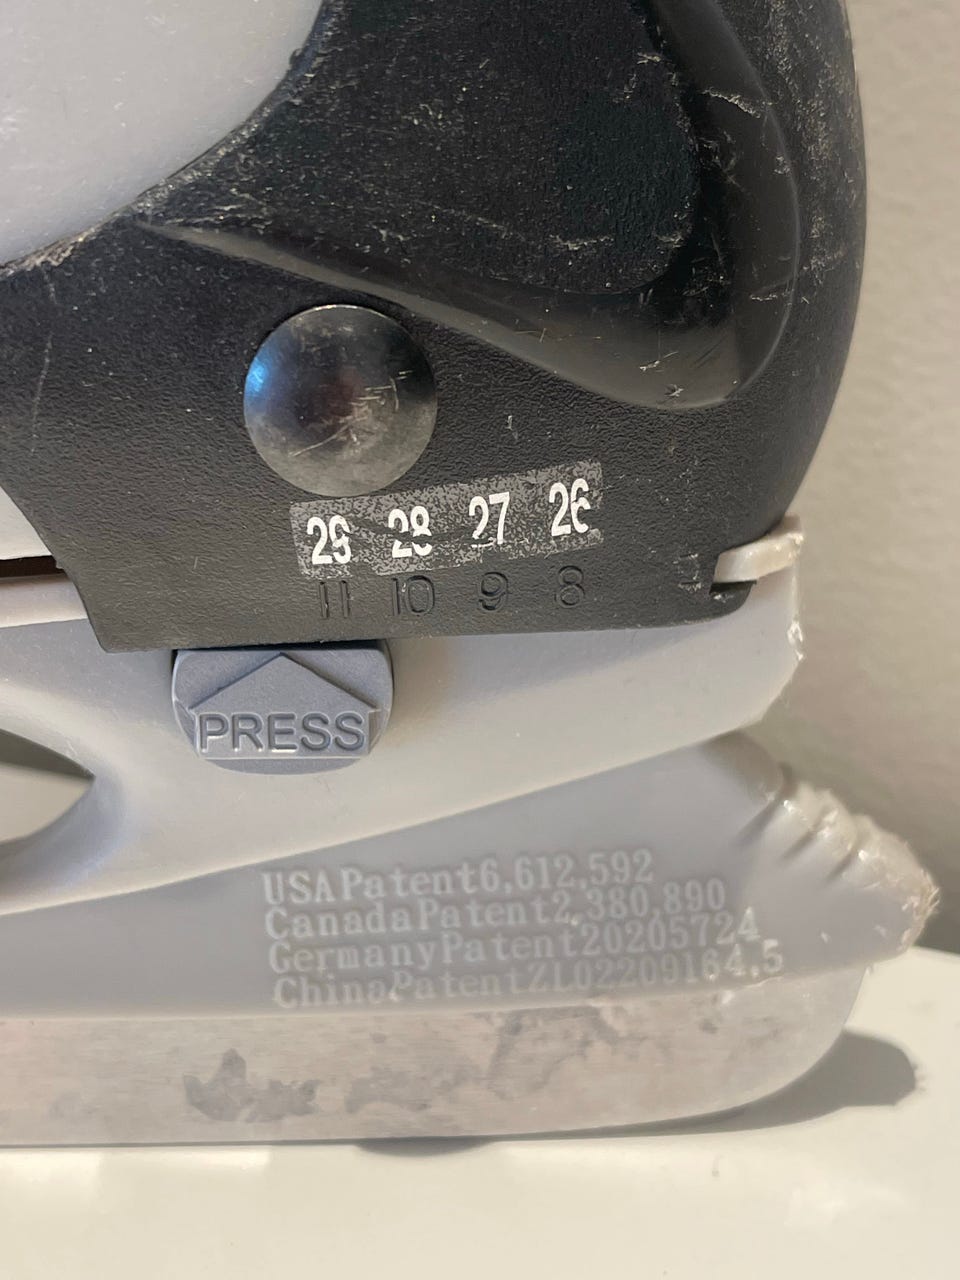 29 28 27 26
11 10 9 8
PRESS
USA Patent 6,612,592
Canada Patent 2,380,890
Germany Patent 20205724
China Patent ZL02209164.5